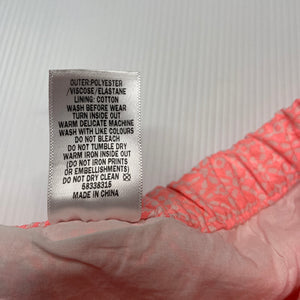 OUTER:POLYESTER
/VISCOSE/ELASTANE
LINING: COTTON
WASH BEFORE WEAR
TURN INSIDE OUT
WARM DELICATE MACHINE
WASH WITH LIKE COLOURS
DO NOT BLEACH
DO NOT TUMBLE DRY
WARM IRON INSIDE OUT
(DO NOT IRON PRINTS
OR EMBELLISHMENTS)
DO NOT DRY CLEAN
58338315
MADE IN CHINA